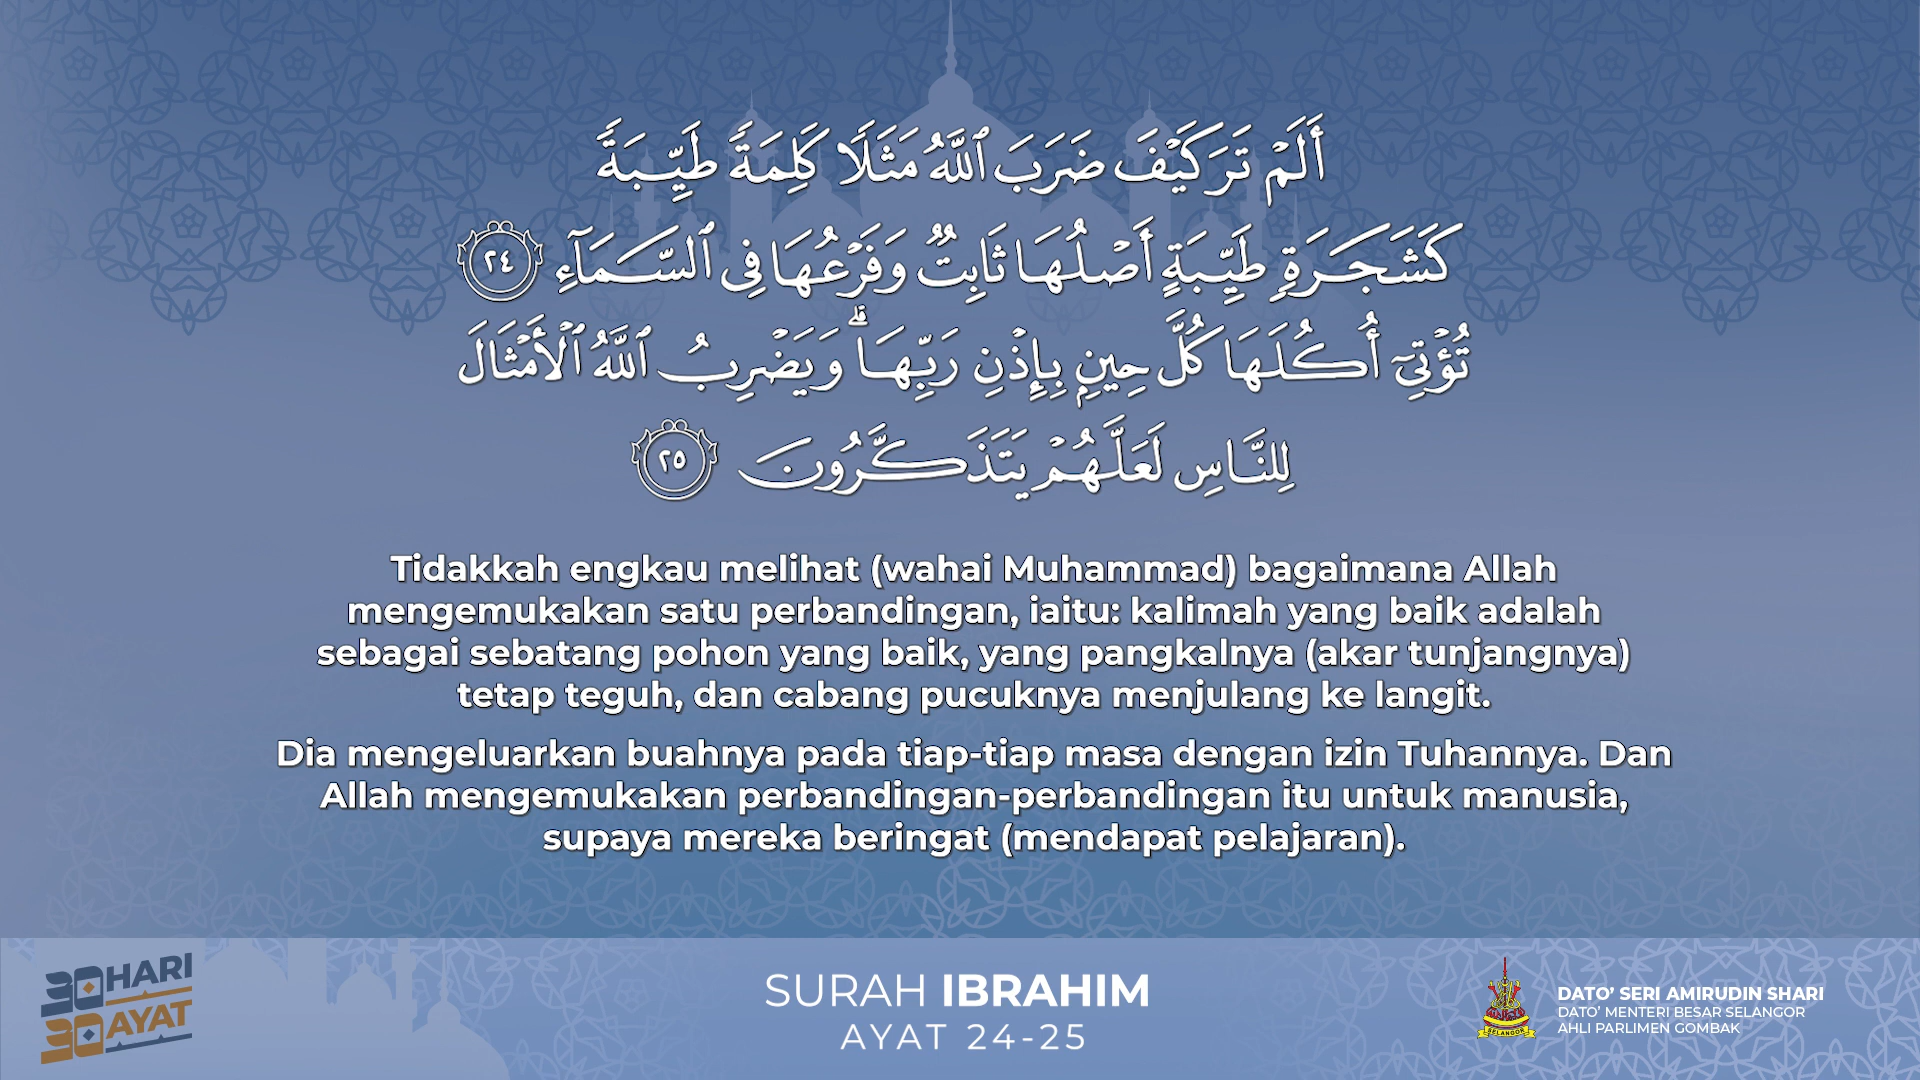 أَلَمْ تَرَ كَيْفَ ضَرَبَ ٱللَّهُ مَثَلًا كَلِمَةً طَيِّبَةً
كَشَجَرَةٍ طَيِّبَةٍ أَصْلُهَا ثَابِتٌ وَفَرْعُهَا فِى ٱلسَّمَآءِ ٢٤
تُؤْتِىٓ أُكُلَهَا كُلَّ حِينٍۭ بِإِذْنِ رَبِّهَا ۗ وَيَضْرِبُ ٱللَّهُ ٱلْأَمْثَالَ
لِلنَّاسِ لَعَلَّهُمْ يَتَذَكَّرُونَ ٢٥
Tidakkah engkau melihat (wahai Muhammad) bagaimana Allah
mengemukakan satu perbandingan, iaitu: kalimah yang baik adalah
sebagai sebatang pohon yang baik, yang pangkalnya (akar tunjangnya)
tetap teguh, dan cabang pucuknya menjulang ke langit.
Dia mengeluarkan buahnya pada tiap-tiap masa dengan izin Tuhannya. Dan
Allah mengemukakan perbandingan-perbandingan itu untuk manusia,
supaya mereka beringat (mendapat pelajaran).
30 HARI
30 AYAT
SURAH IBRAHIM
AYAT 24-25
SELANGOR
DATO’ SERI AMIRUDIN SHARI
DATO’ MENTERI BESAR SELANGOR
AHLI PARLIMEN GOMBAK